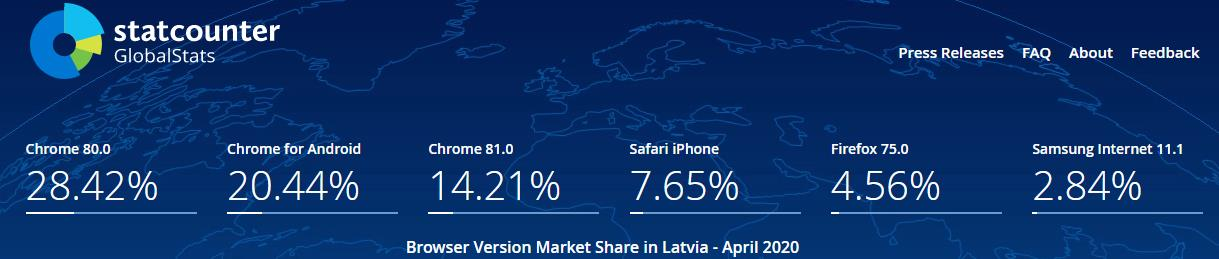 statcounter
GlobalStats
Press Releases FAQ About Feedback
Chrome 80.0 Chrome for Android Chrome 81.0 Safari iPhone Firefox 75.0 Samsung Internet 11.1
28.42% 20.44% 14.21% 7.65% 4.56% 2.84%
Browser Version Market Share in Latvia - April 2020